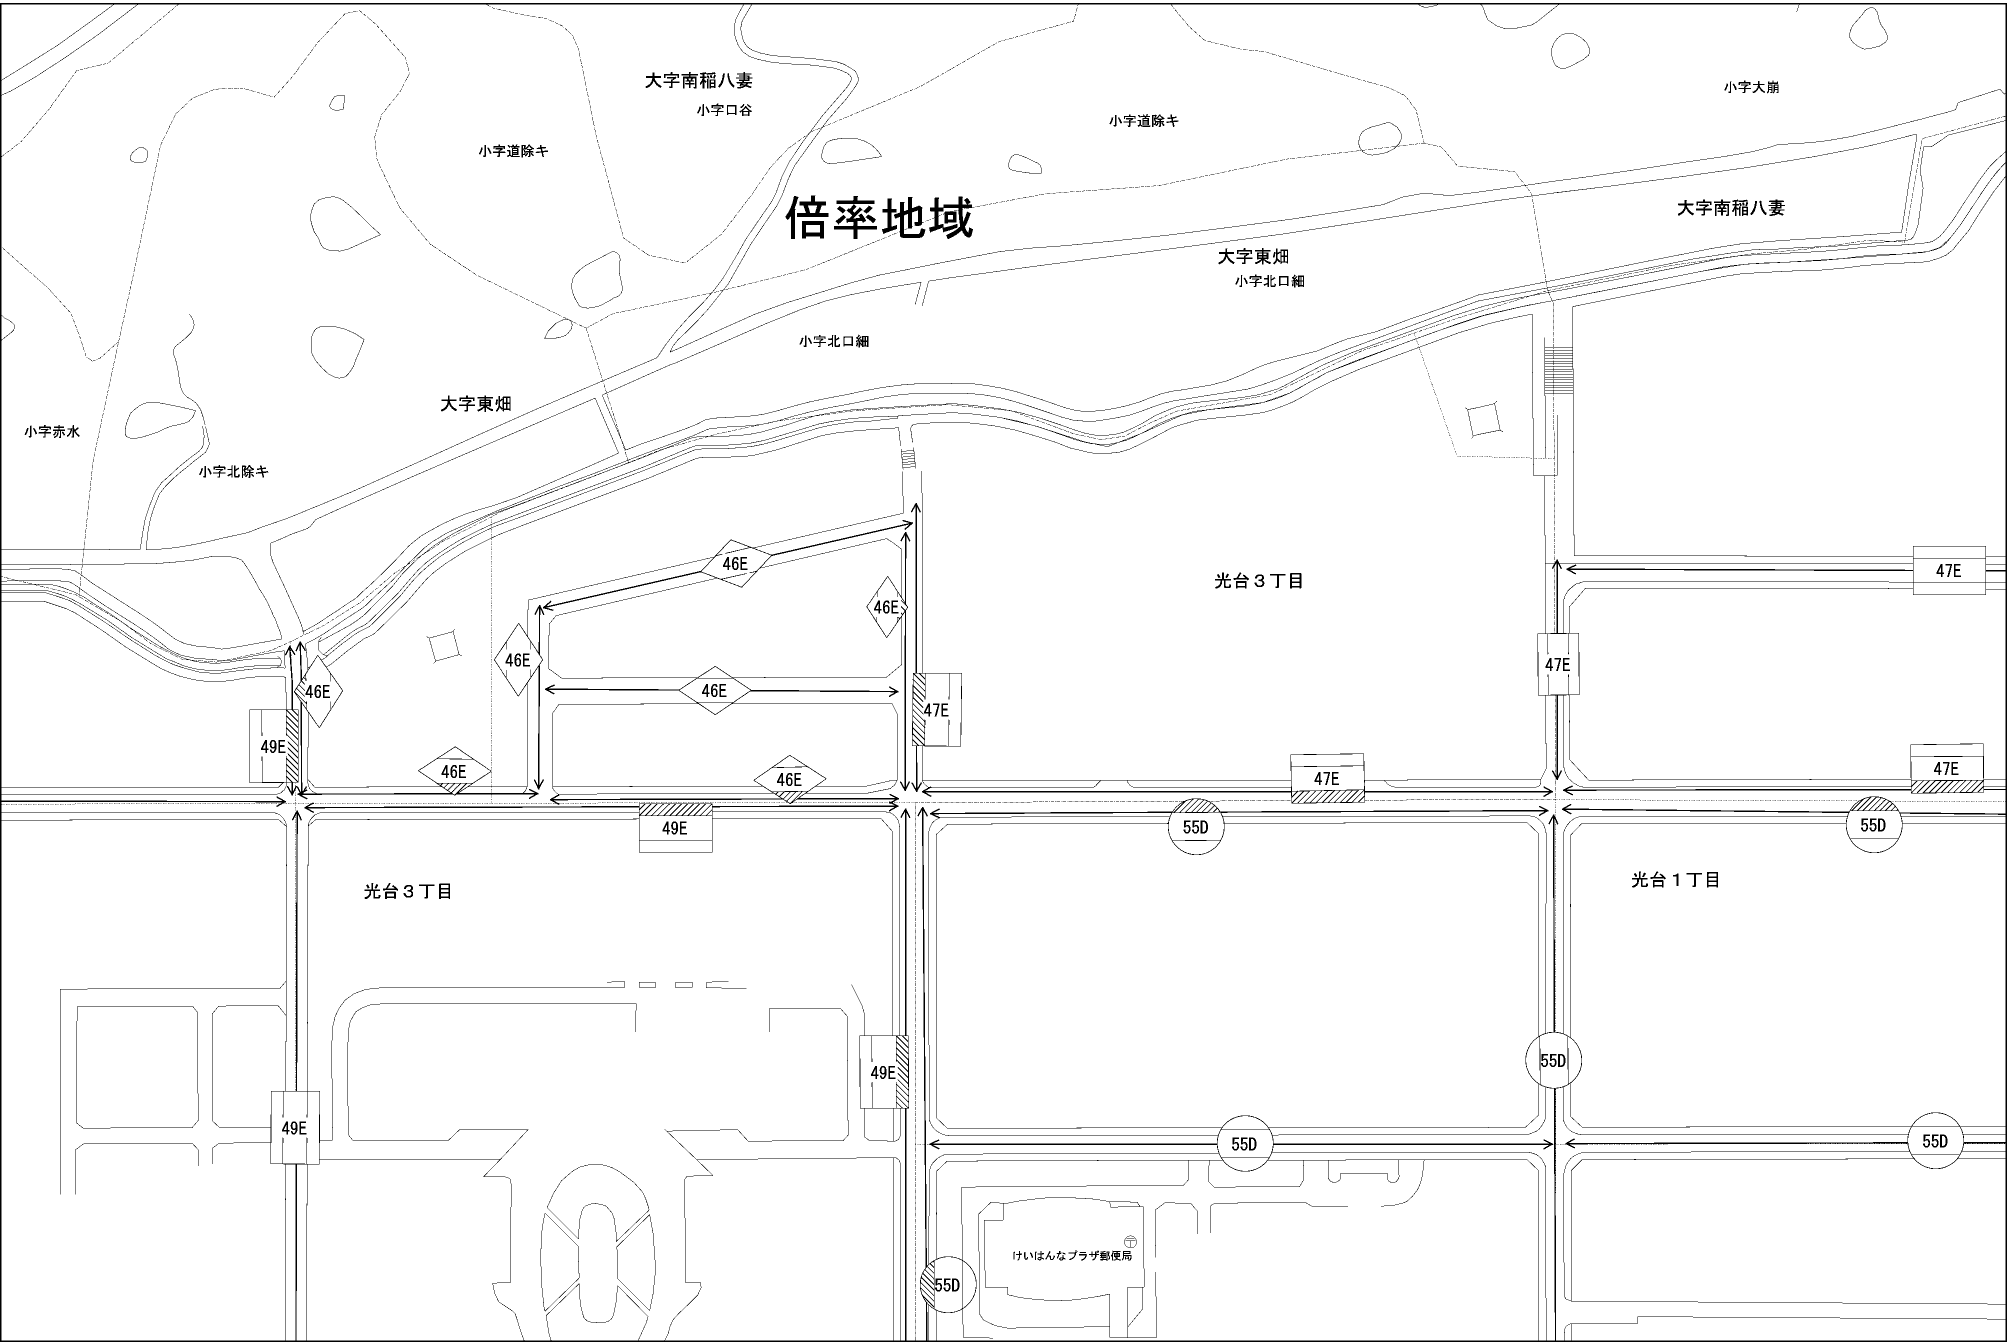 大字南稲八妻
小字口谷
小字大崩
小字道除キ
小字道除キ
倍率地域
大字南稲八妻
大字東畑
小字北口細
小字北口細
大字東畑
小字赤水
小字北除キ
46E
光台3丁目
47E
46E
46E
47E
46E
46E
47E
49E
46E
46E
47E
47E
49E
55D
55D
光台3丁目
光台1丁目
55D
49E
49E
55D
55D
けいはんなプラザ郵便局
55D